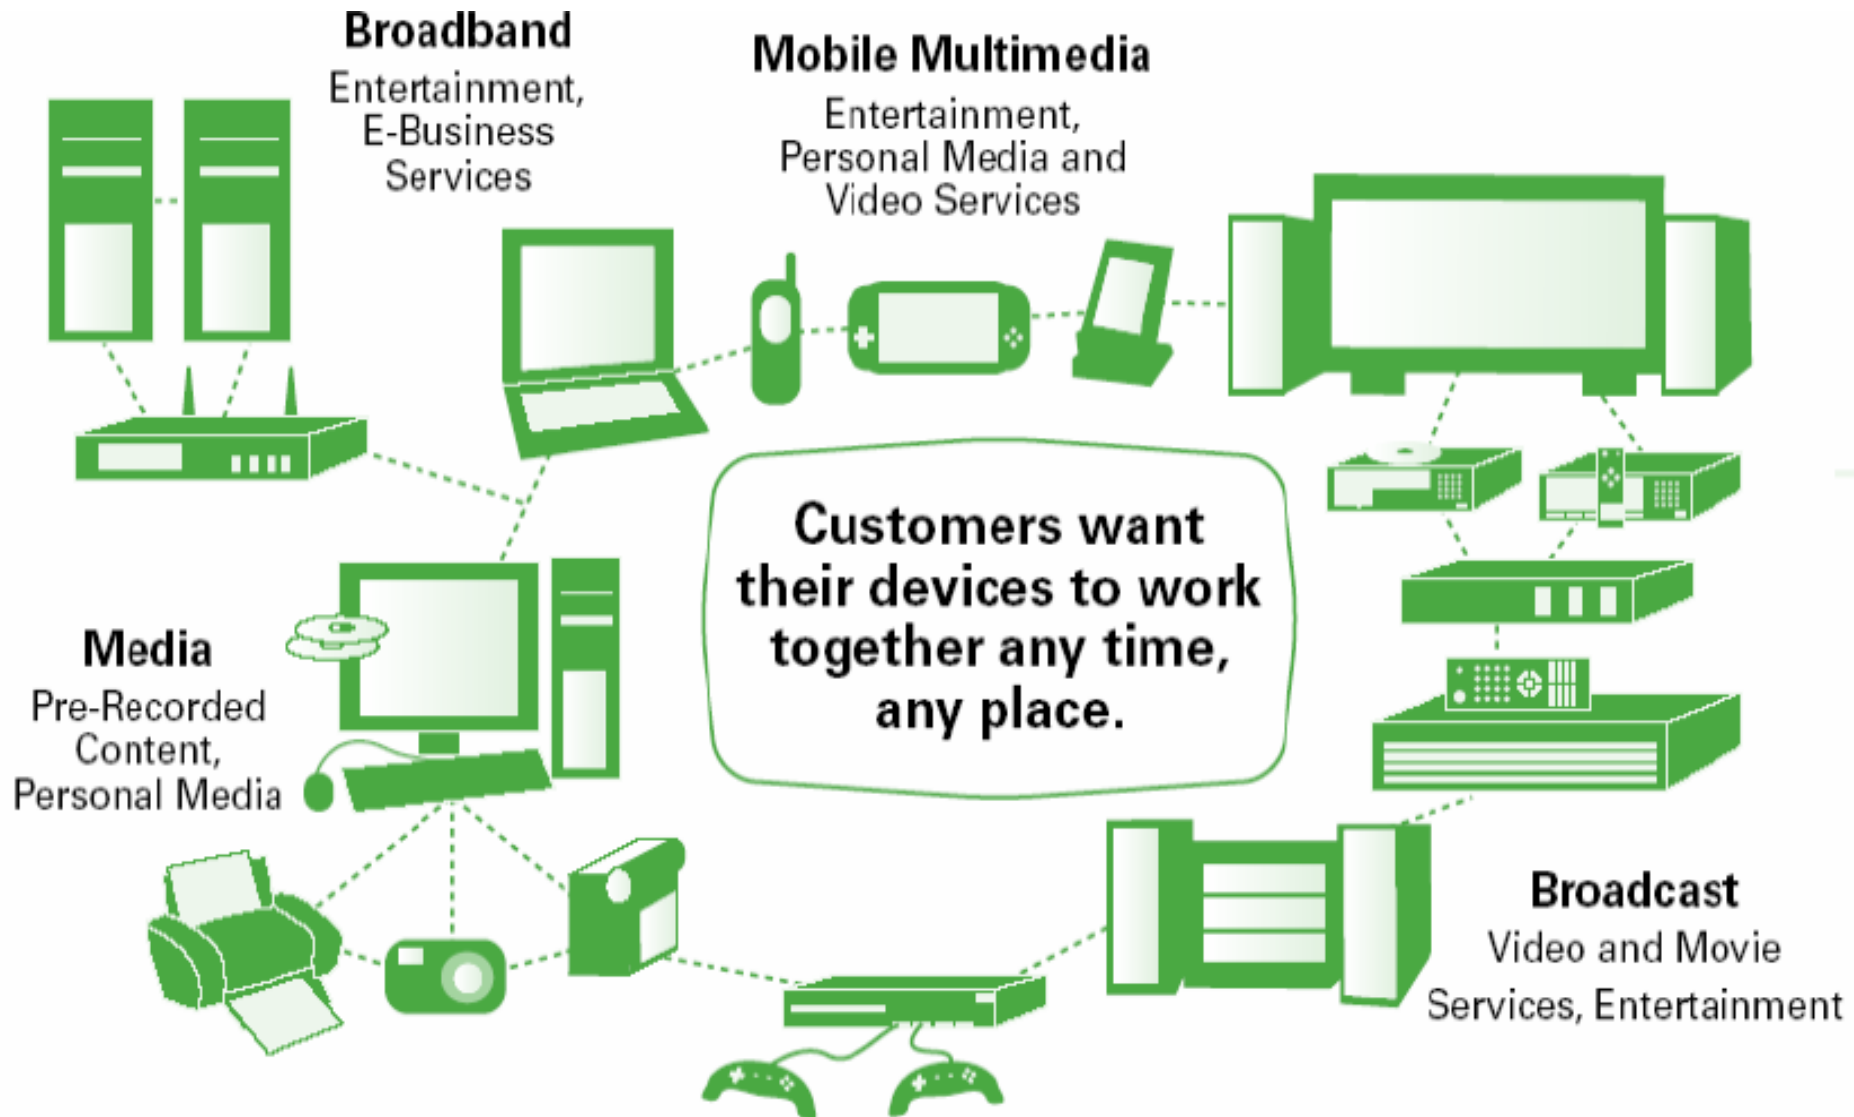 Broadband
Entertainment,
E-Business
Services
Mobile Multimedia
Entertainment,
Personal Media and
Video Services
Customers want
their devices to work
together any time,
any place.
Media
Pre-Recorded
Content,
Personal Media
Broadcast
Video and Movie
Services, Entertainment